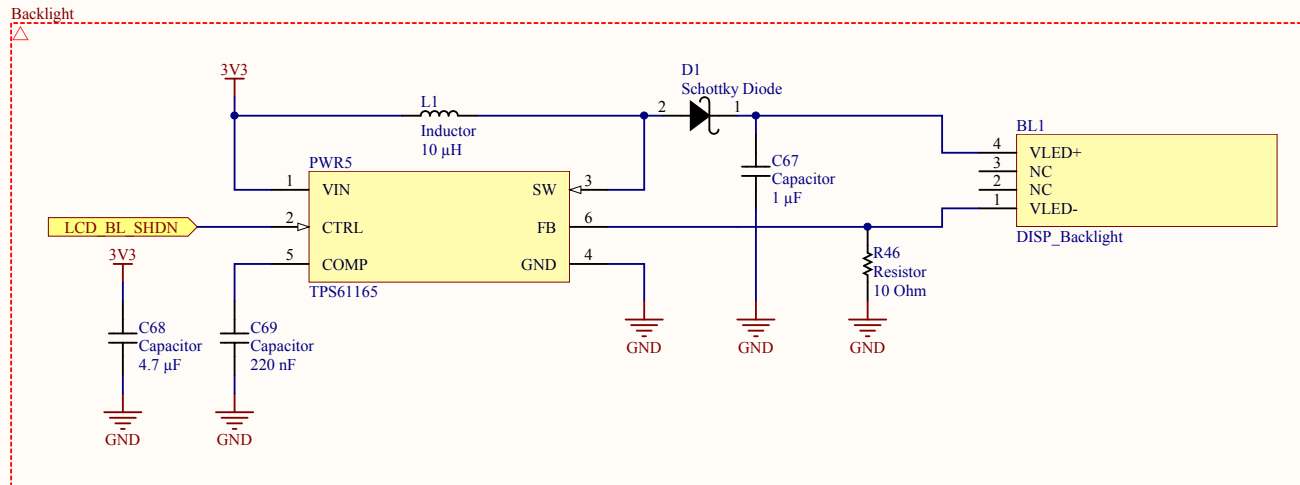 Backlight
3V3
L1
Inductor
10 µH
D1
Schottky Diode
2
1
C67
Capacitor
1 µF
BL1
4 VLED+
3 NC
2 NC
1 VLED-
DISP_Backlight
PWR5
1 VIN
SW 3
LCD_BL_SHDN
2 CTRL
FB 6
5 COMP
GND 4
TPS61165
R46
Resistor
10 Ohm
3V3
C68
Capacitor
4.7 µF
C69
Capacitor
220 nF
GND
GND
GND
GND
GND